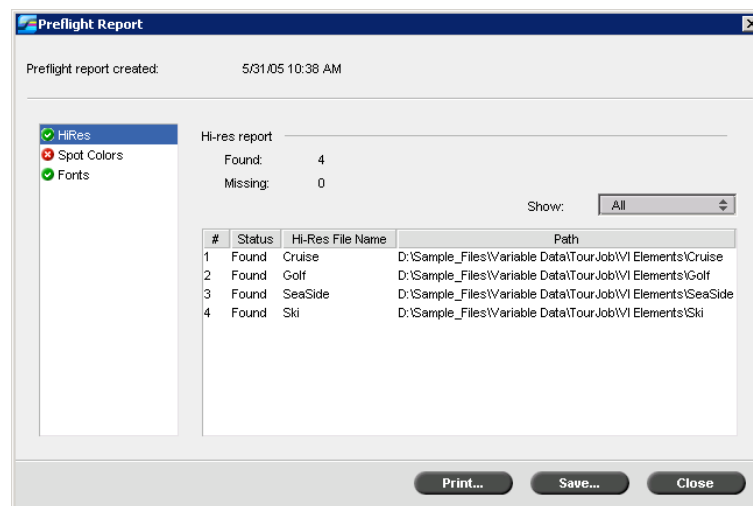 Preflight Report
Preflight report created: 5/31/05 10:38 AM
HiRes
Spot Colors
Fonts
Hi-res report
Found: 4
Missing: 0
Show: All
# Status Hi-Res File Name Path
1 Found Cruise D:\Sample_Files\Variable Data\TourJob\VI Elements\Cruise
2 Found Golf D:\Sample_Files\Variable Data\TourJob\VI Elements\Golf
3 Found SeaSide D:\Sample_Files\Variable Data\TourJob\VI Elements\SeaSide
4 Found Ski D:\Sample_Files\Variable Data\TourJob\VI Elements\Ski
Print... Save... Close